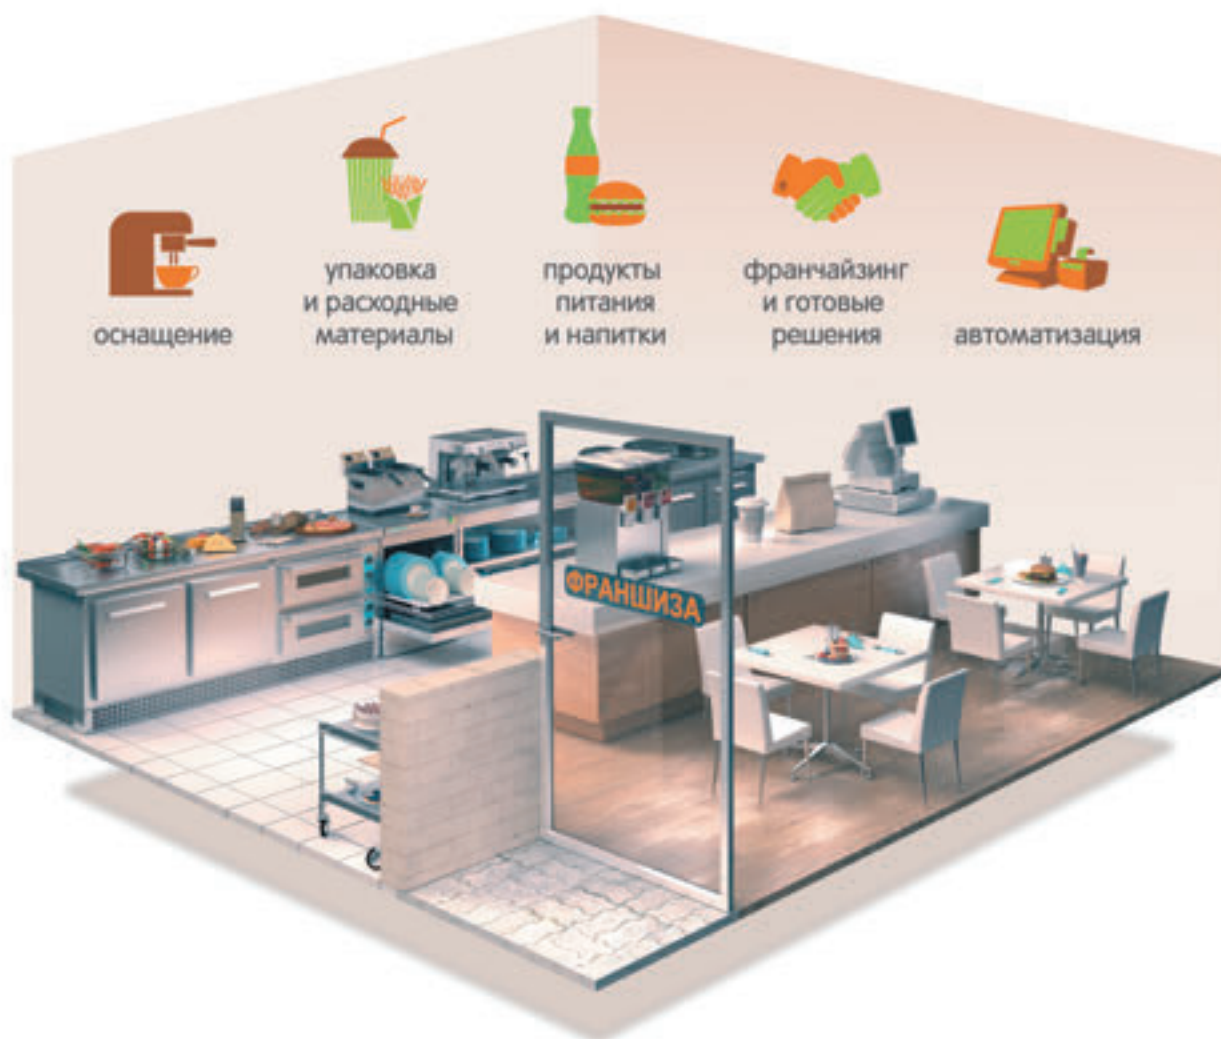 оснащение
упаковка
и расходные
материалы
продукты
питания
и напитки
франчайзинг
и готовые
решения
автоматизация
ФРАНШИЗА